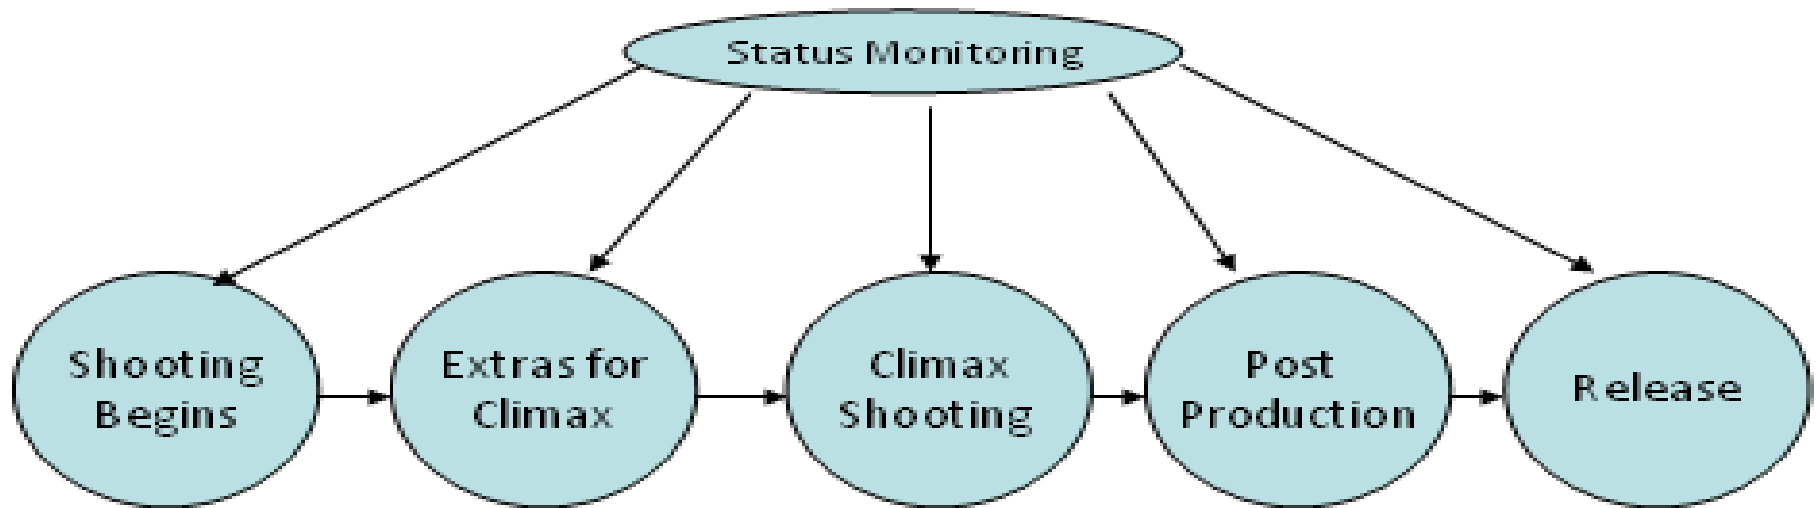 Status Monitoring
Shooting
Begins
Extras for
Climax
Climax
Shooting
Post
Production
Release